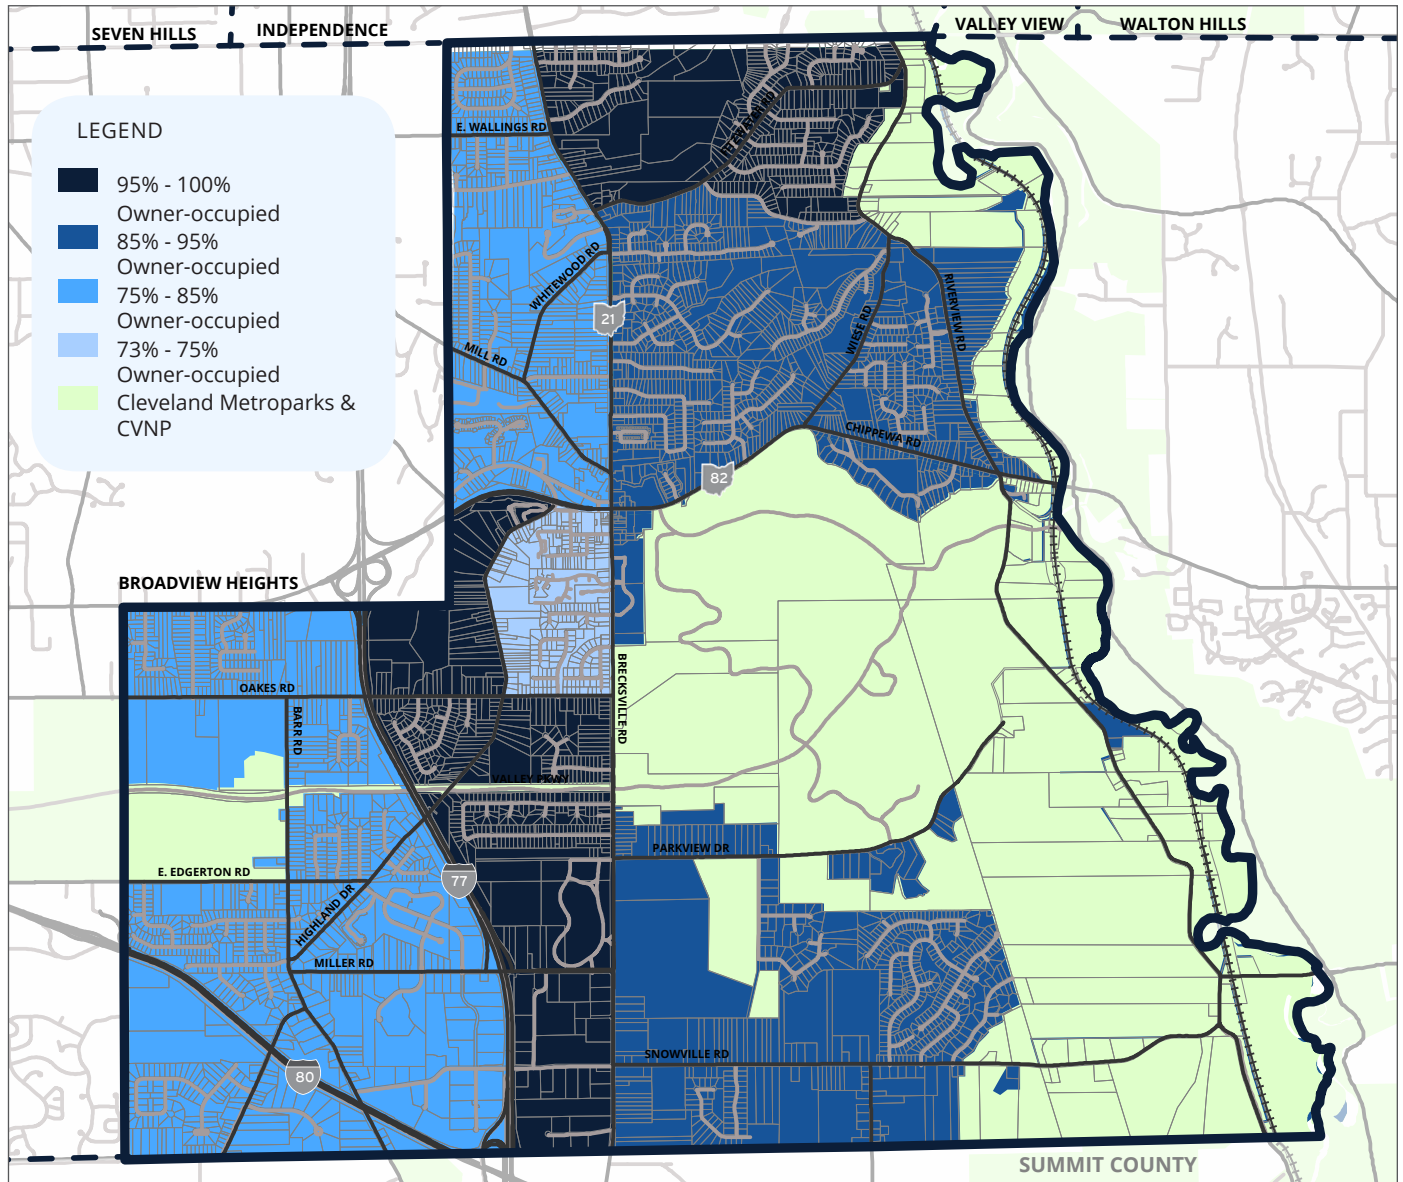 SEVEN HILLS
INDEPENDENCE
VALLEY VIEW
WALTON HILLS
LEGEND
95% - 100%
Owner-occupied
85% - 95%
Owner-occupied
75% - 85%
Owner-occupied
73% - 75%
Owner-occupied
Cleveland Metroparks &
CVNP
E. WALLINGS RD
WHITEWOOD RD
21
MILL RD
WIESE RD
RIVERVIEW RD
CHIPPEWA RD
82
BROADVIEW HEIGHTS
OAKES RD
BARR RD
BRECKSVILLE RD
VALLEY PKWY
PARKVIEW DR
E. EDGERTON RD
77
HIGHLAND DR
MILLER RD
SNOWVILLE RD
80
SUMMIT COUNTY